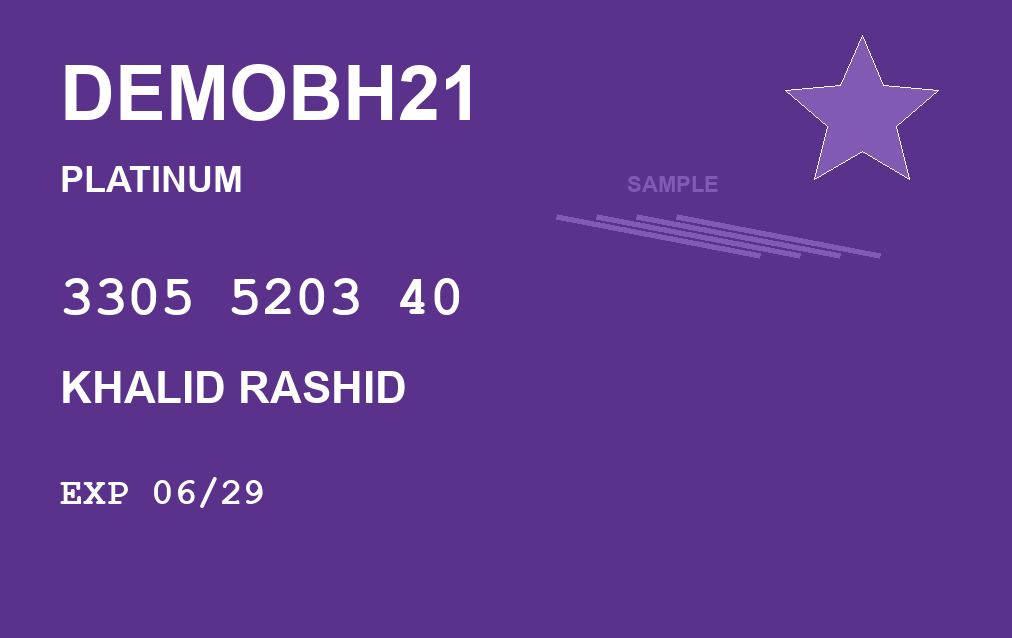 DEMOBH21
PLATINUM
SAMPLE
3305 5203 40
KHALID RASHID
EXP 06/29